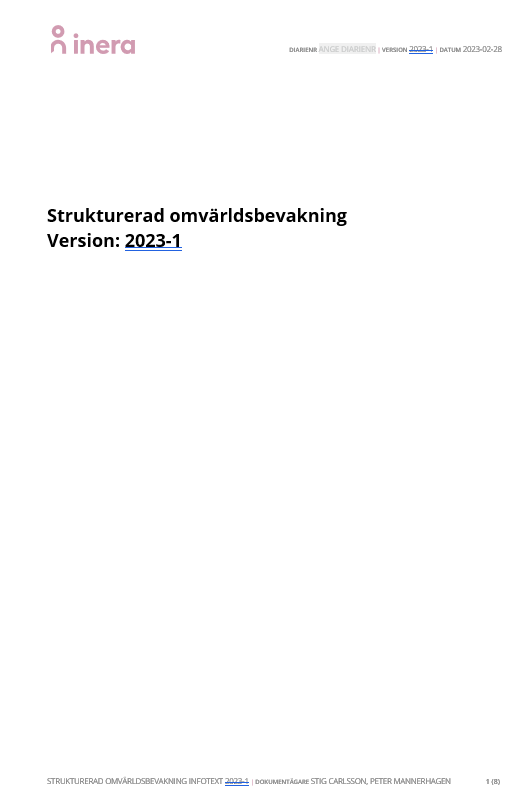 inera
DIARIENR ANGE DIARIENR | VERSION 2023-1 | DATUM 2023-02-28
Strukturerad omvärldsbevakning
Version: 2023-1
STRUKTURERAD OMVÄRLDSBEVAKNING INFOTEXT 2023-1 | DOKUMENTÄGARE STIG CARLSSON, PETER MANNERHAGEN 1 (8)